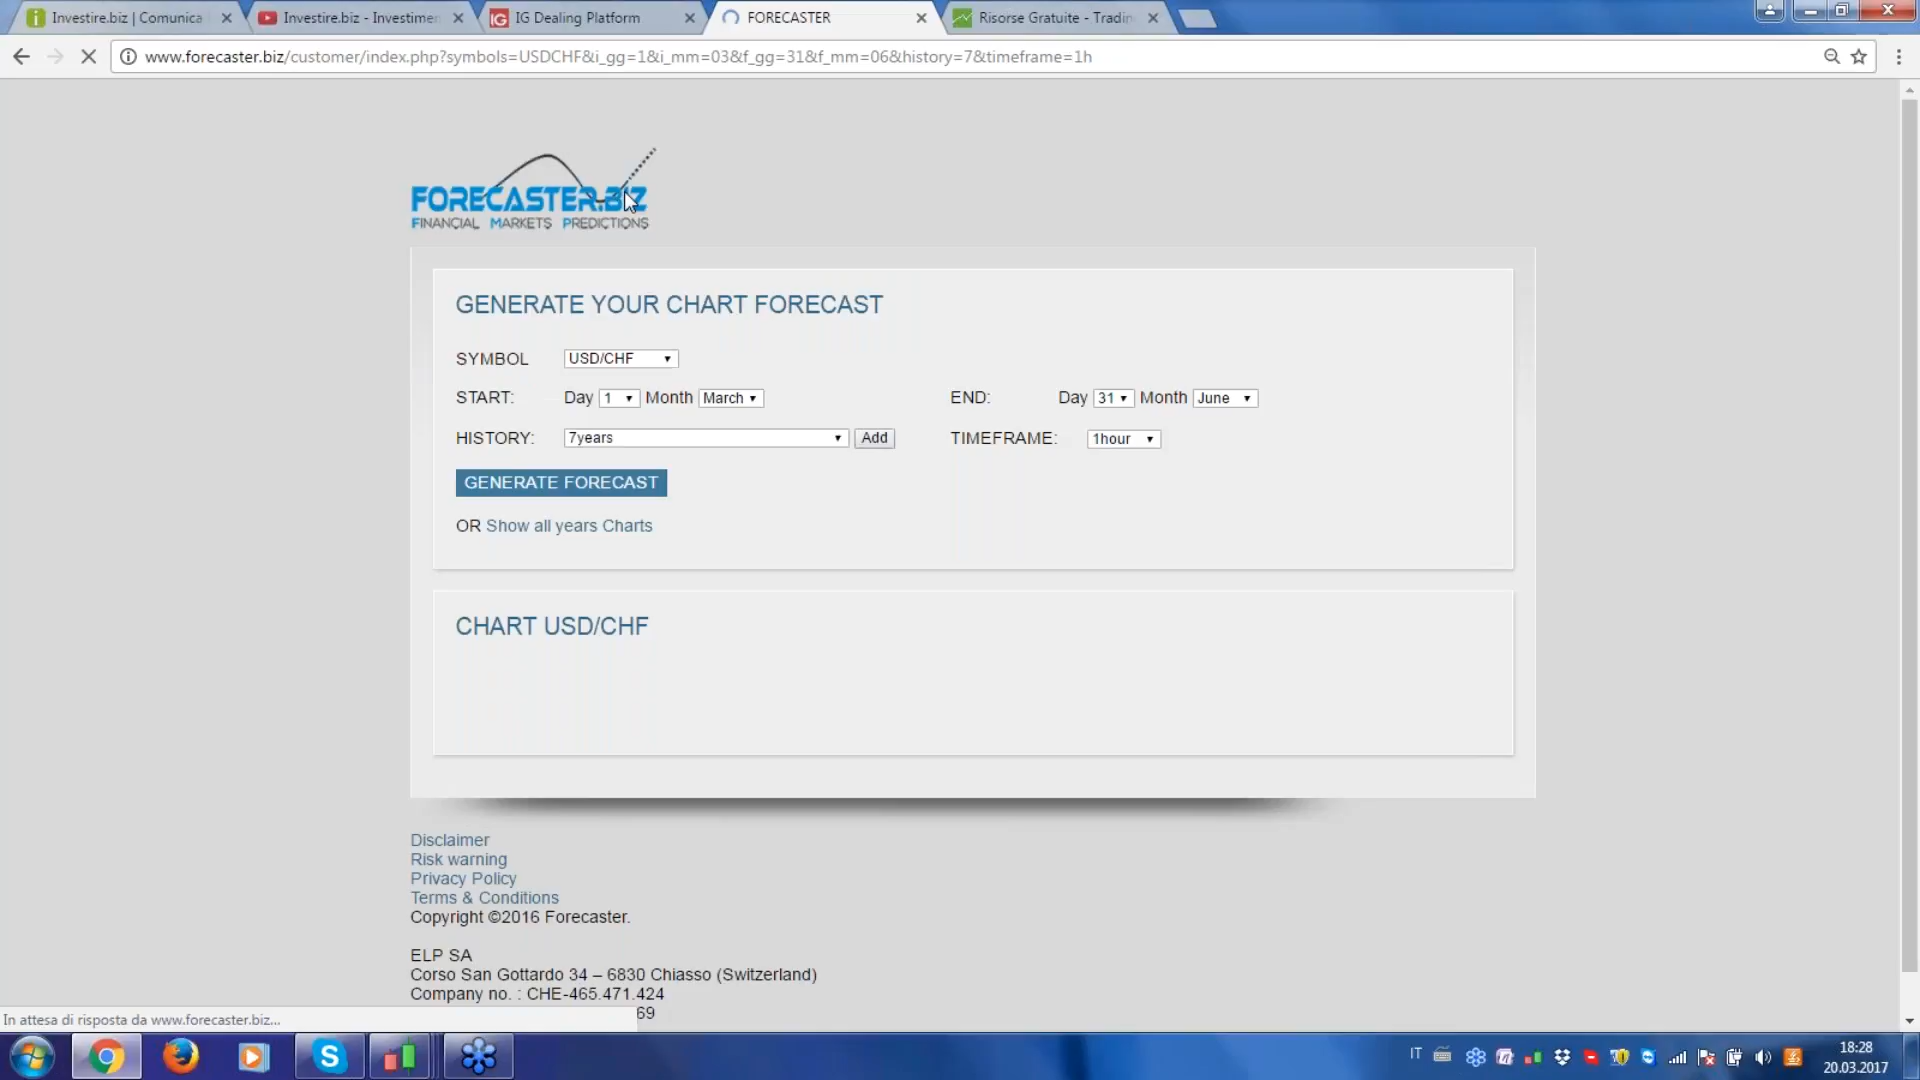 Investire.biz | Comunica
Investire.biz - Investimen
IG Dealing Platform
FORECASTER
Risorse Gratuite - Tradin
www.forecaster.biz/customer/index.php?symbols=USDCHF&i_gg=1&i_mm=03&f_gg=31&f_mm=06&history=7&timeframe=1h
FORECASTER.BIZ
FINANCIAL MARKETS PREDICTIONS
GENERATE YOUR CHART FORECAST
SYMBOL USD/CHF
START: Day 1 Month March END: Day 31 Month June
HISTORY: 7years Add TIMEFRAME: 1hour
GENERATE FORECAST
OR Show all years Charts
CHART USD/CHF
Disclaimer
Risk warning
Privacy Policy
Terms & Conditions
Copyright ©2016 Forecaster.
ELP SA
Corso San Gottardo 34 – 6830 Chiasso (Switzerland)
Company no. : CHE-465.471.424
69
In attesa di risposta da www.forecaster.biz...
IT
18:28
20.03.2017